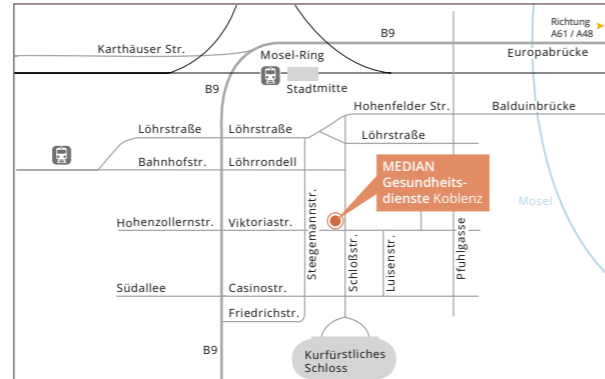 Richtung
A61 / A48
B9
Karthäuser Str.
Mosel-Ring
Europabrücke
B9
Stadtmitte
Hohenfelder Str.
Balduinbrücke
Löhrstraße
Löhrstraße
Löhrstraße
Bahnhofstr.
Löhrrondell
MEDIAN
Gesundheits-
dienste Koblenz
Mosel
Hohenzollernstr.
Viktoriastr.
Steegemannstr.
Schloßstr.
Luisenstr.
Pfuhlgasse
Südallee
Casinostr.
Friedrichstr.
B9
Kurfürstliches
Schloss